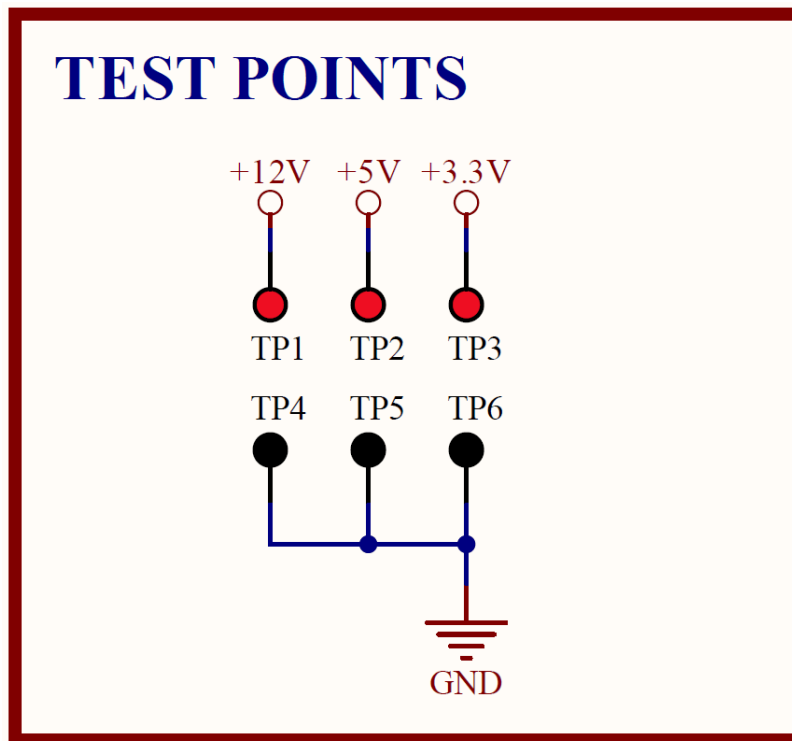 TEST POINTS
+12V +5V +3.3V
TP1 TP2 TP3
TP4 TP5 TP6
GND